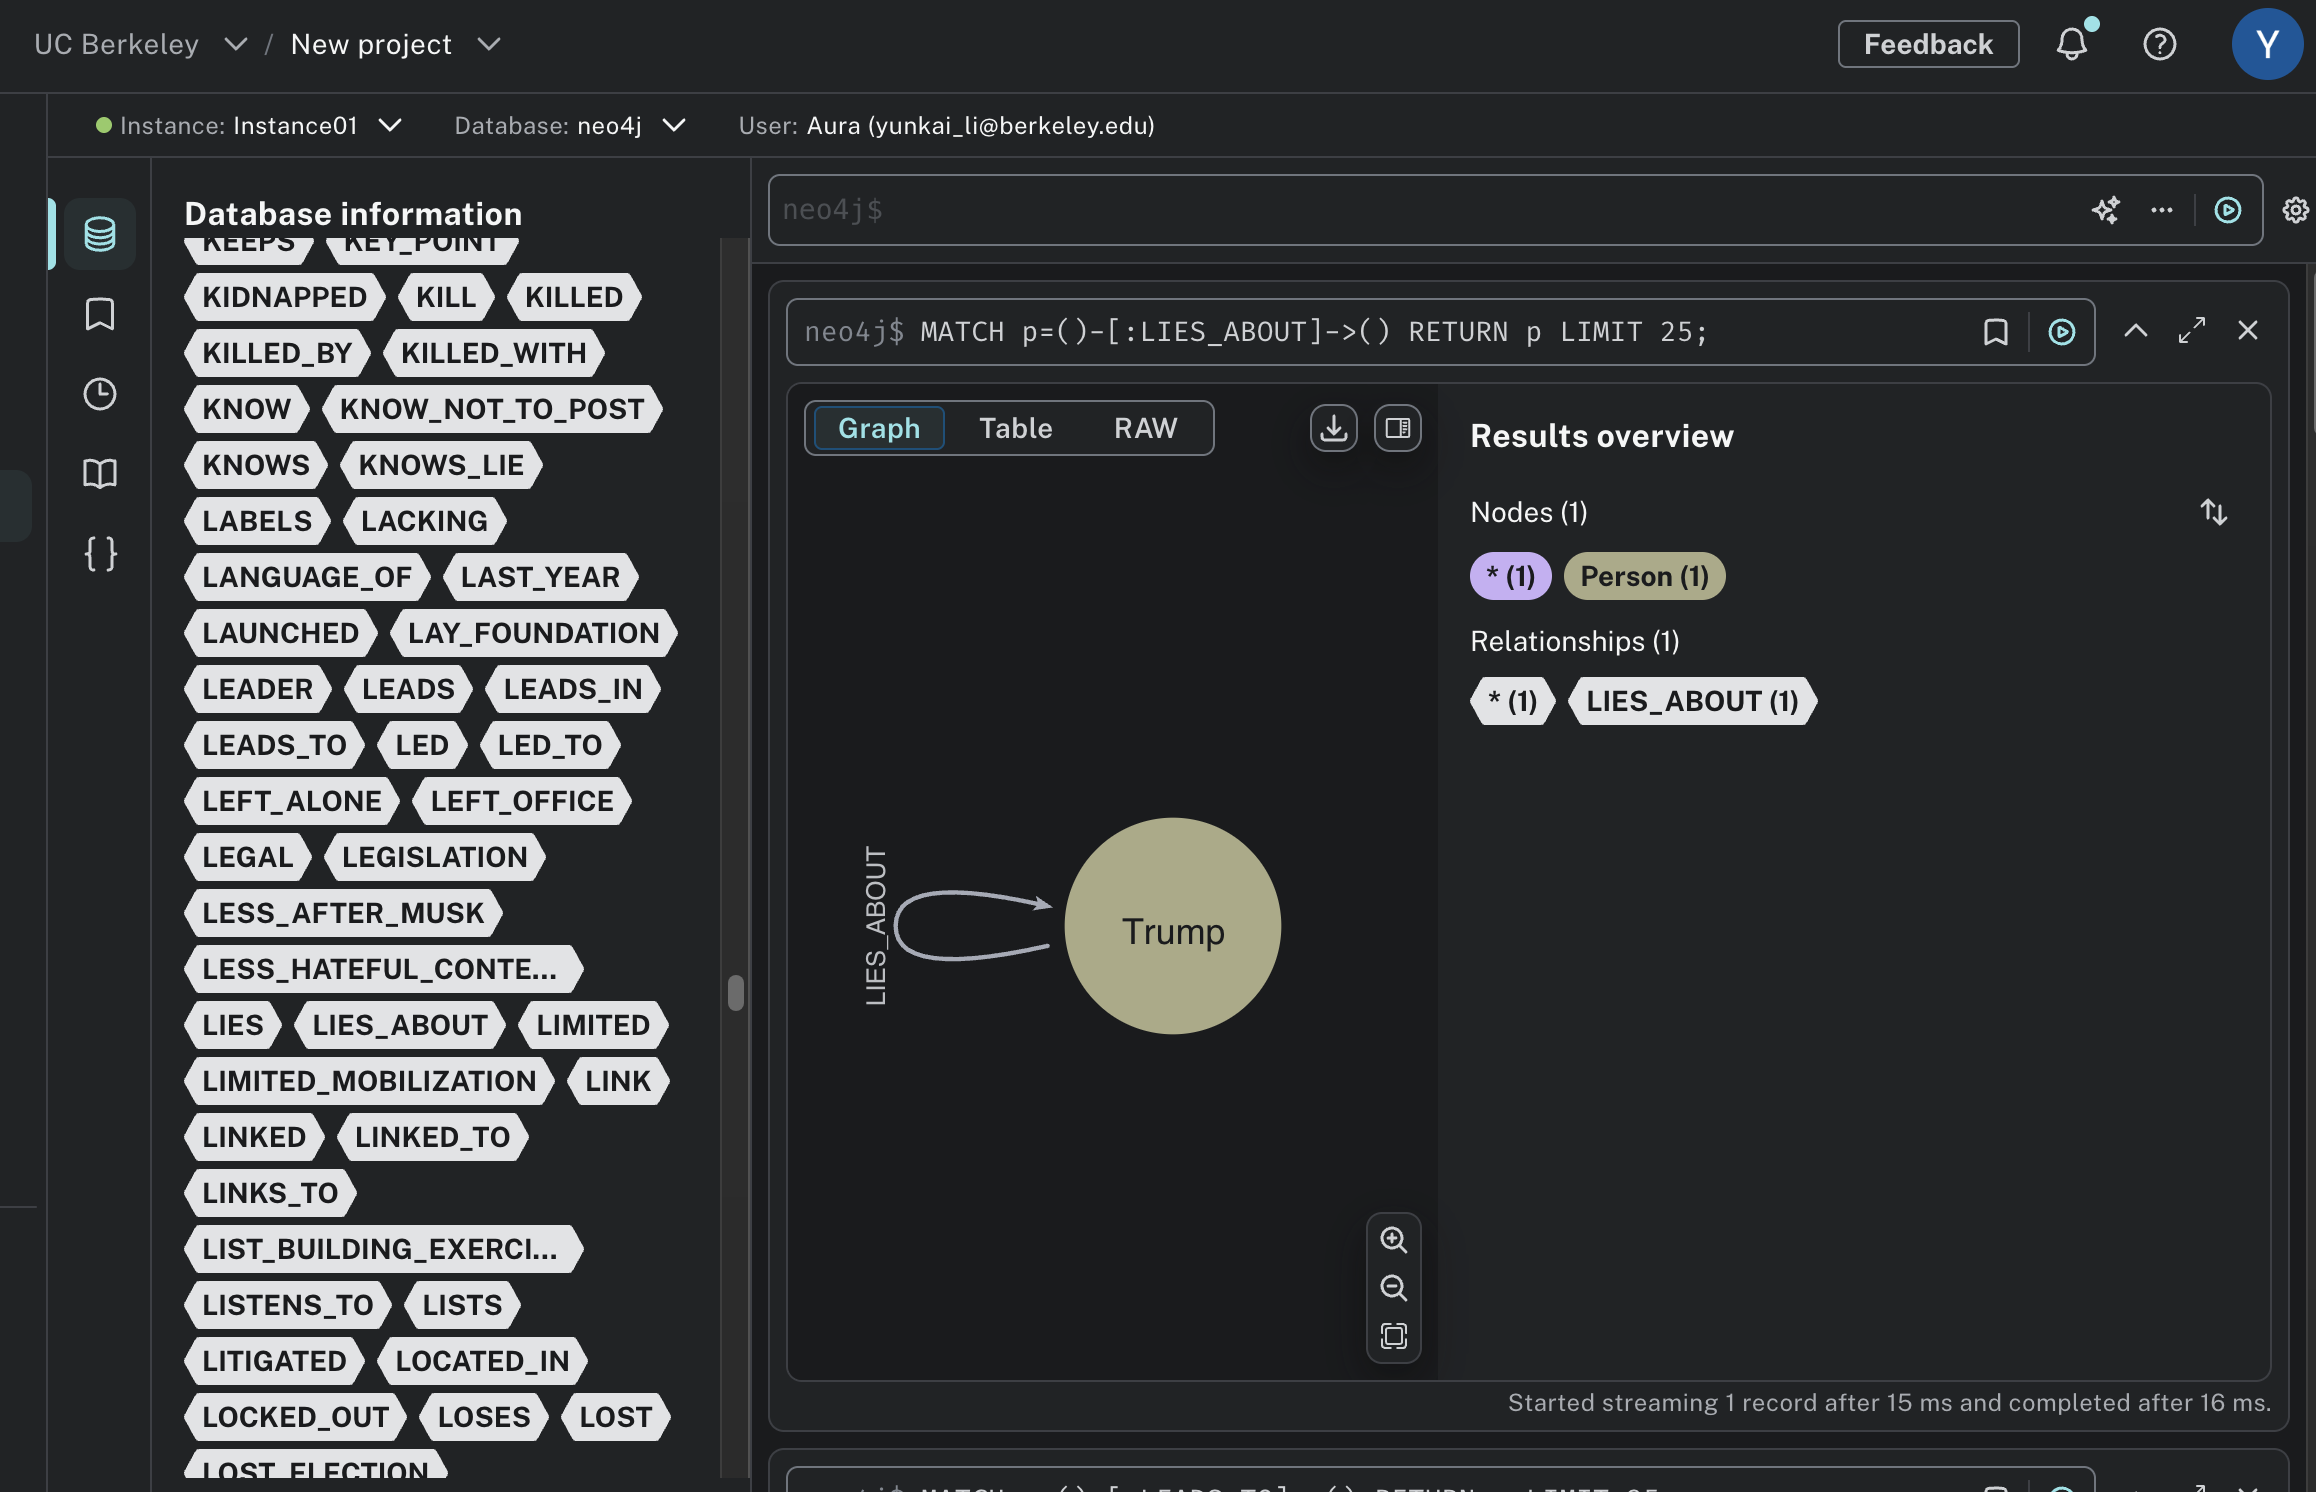 UC Berkeley / New project Feedback Y
Instance: Instance01 Database: neo4j User: Aura (yunkai_li@berkeley.edu)
Database information
KEEPS KEY_POINT
KIDNAPPED KILL KILLED
KILLED_BY KILLED_WITH
KNOW KNOW_NOT_TO_POST
KNOWS KNOWS_LIE
LABELS LACKING
LANGUAGE_OF LAST_YEAR
LAUNCHED LAY_FOUNDATION
LEADER LEADS LEADS_IN
LEADS_TO LED LED_TO
LEFT_ALONE LEFT_OFFICE
LEGAL LEGISLATION
LESS_AFTER_MUSK
LESS_HATEFUL_CONTE...
LIES LIES_ABOUT LIMITED
LIMITED_MOBILIZATION LINK
LINKED LINKED_TO
LINKS_TO
LIST_BUILDING_EXERCI...
LISTENS_TO LISTS
LITIGATED LOCATED_IN
LOCKED_OUT LOSES LOST
LOST_ELECTION
neo4j$
neo4j$ MATCH p=()-[:LIES_ABOUT]->() RETURN p LIMIT 25;
Graph Table RAW
LIES_ABOUT
Trump
Results overview
Nodes (1)
* (1) Person (1)
Relationships (1)
* (1) LIES_ABOUT (1)
Started streaming 1 record after 15 ms and completed after 16 ms.